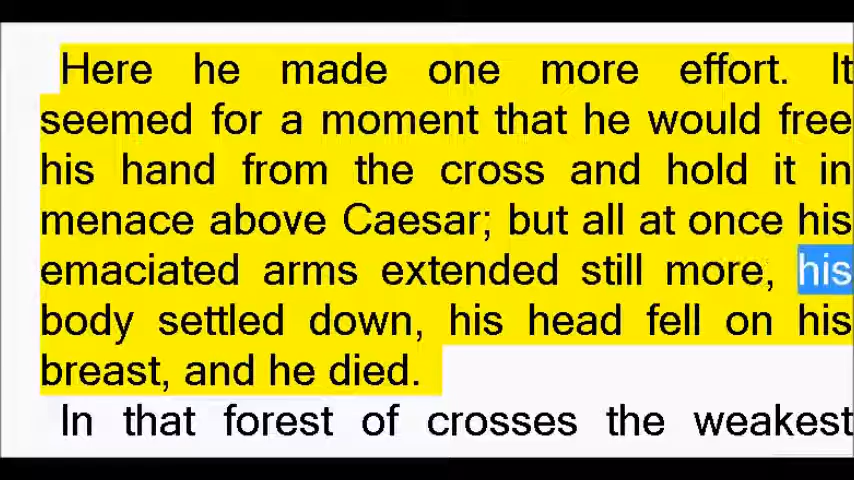 Here he made one more effort. It
seemed for a moment that he would free
his hand from the cross and hold it in
menace above Caesar; but all at once his
emaciated arms extended still more, his
body settled down, his head fell on his
breast, and he died.
In that forest of crosses the weakest